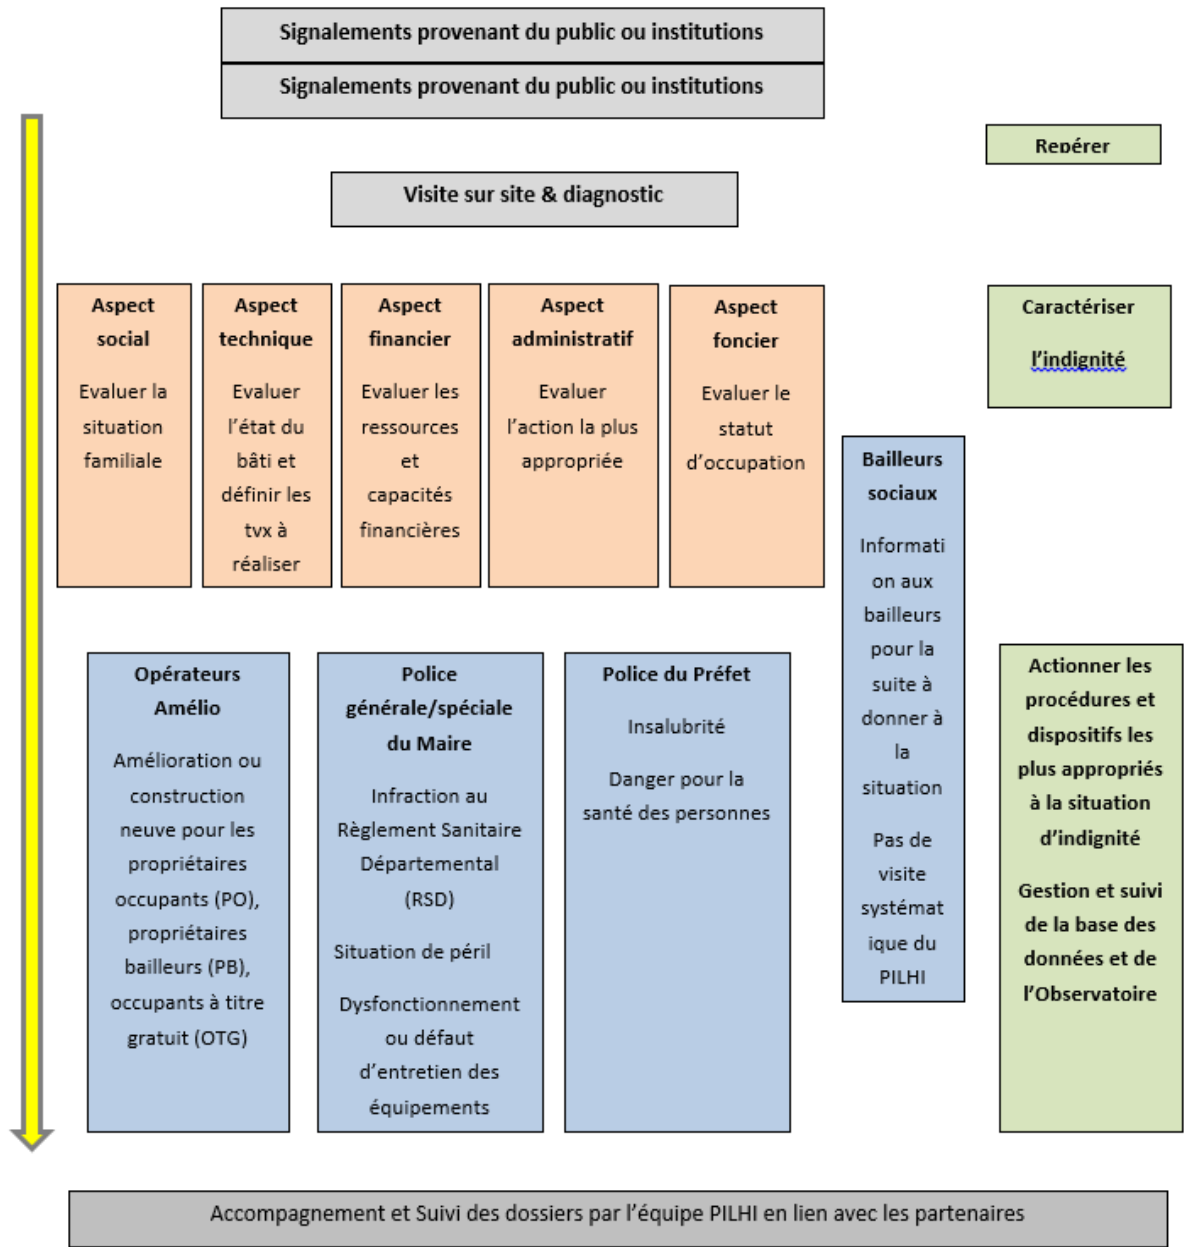 Signalements provenant du public ou institutions
Signalements provenant du public ou institutions
Repérer
Visite sur site & diagnostic
Aspect
social
Evaluer la
situation
familiale
Aspect
technique
Evaluer
l’état du
bâti et
définir les
tvx à
réaliser
Aspect
financier
Evaluer les
ressources
et
capacités
financières
Aspect
administratif
Evaluer
l’action la plus
appropriée
Aspect
foncier
Evaluer le
statut
d’occupation
Caractériser
l’indignité
Bailleurs
sociaux
Informati
on aux
bailleurs
pour la
suite à
donner à
la
situation
Pas de
visite
systémat
ique du
PILHI
Opérateurs
Amélio
Amélioration ou
construction
neuve pour les
propriétaires
occupants (PO),
propriétaires
bailleurs (PB),
occupants à titre
gratuit (OTG)
Police
générale/spéciale
du Maire
Infraction au
Règlement Sanitaire
Départemental
(RSD)
Situation de péril
Dysfonctionnement
ou défaut
d’entretien des
équipements
Police du Préfet
Insalubrité
Danger pour la
santé des personnes
Actionner les
procédures et
dispositifs les
plus appropriés
à la situation
d’indignité
Gestion et suivi
de la base des
données et de
l’Observatoire
Accompagnement et Suivi des dossiers par l’équipe PILHI en lien avec les partenaires